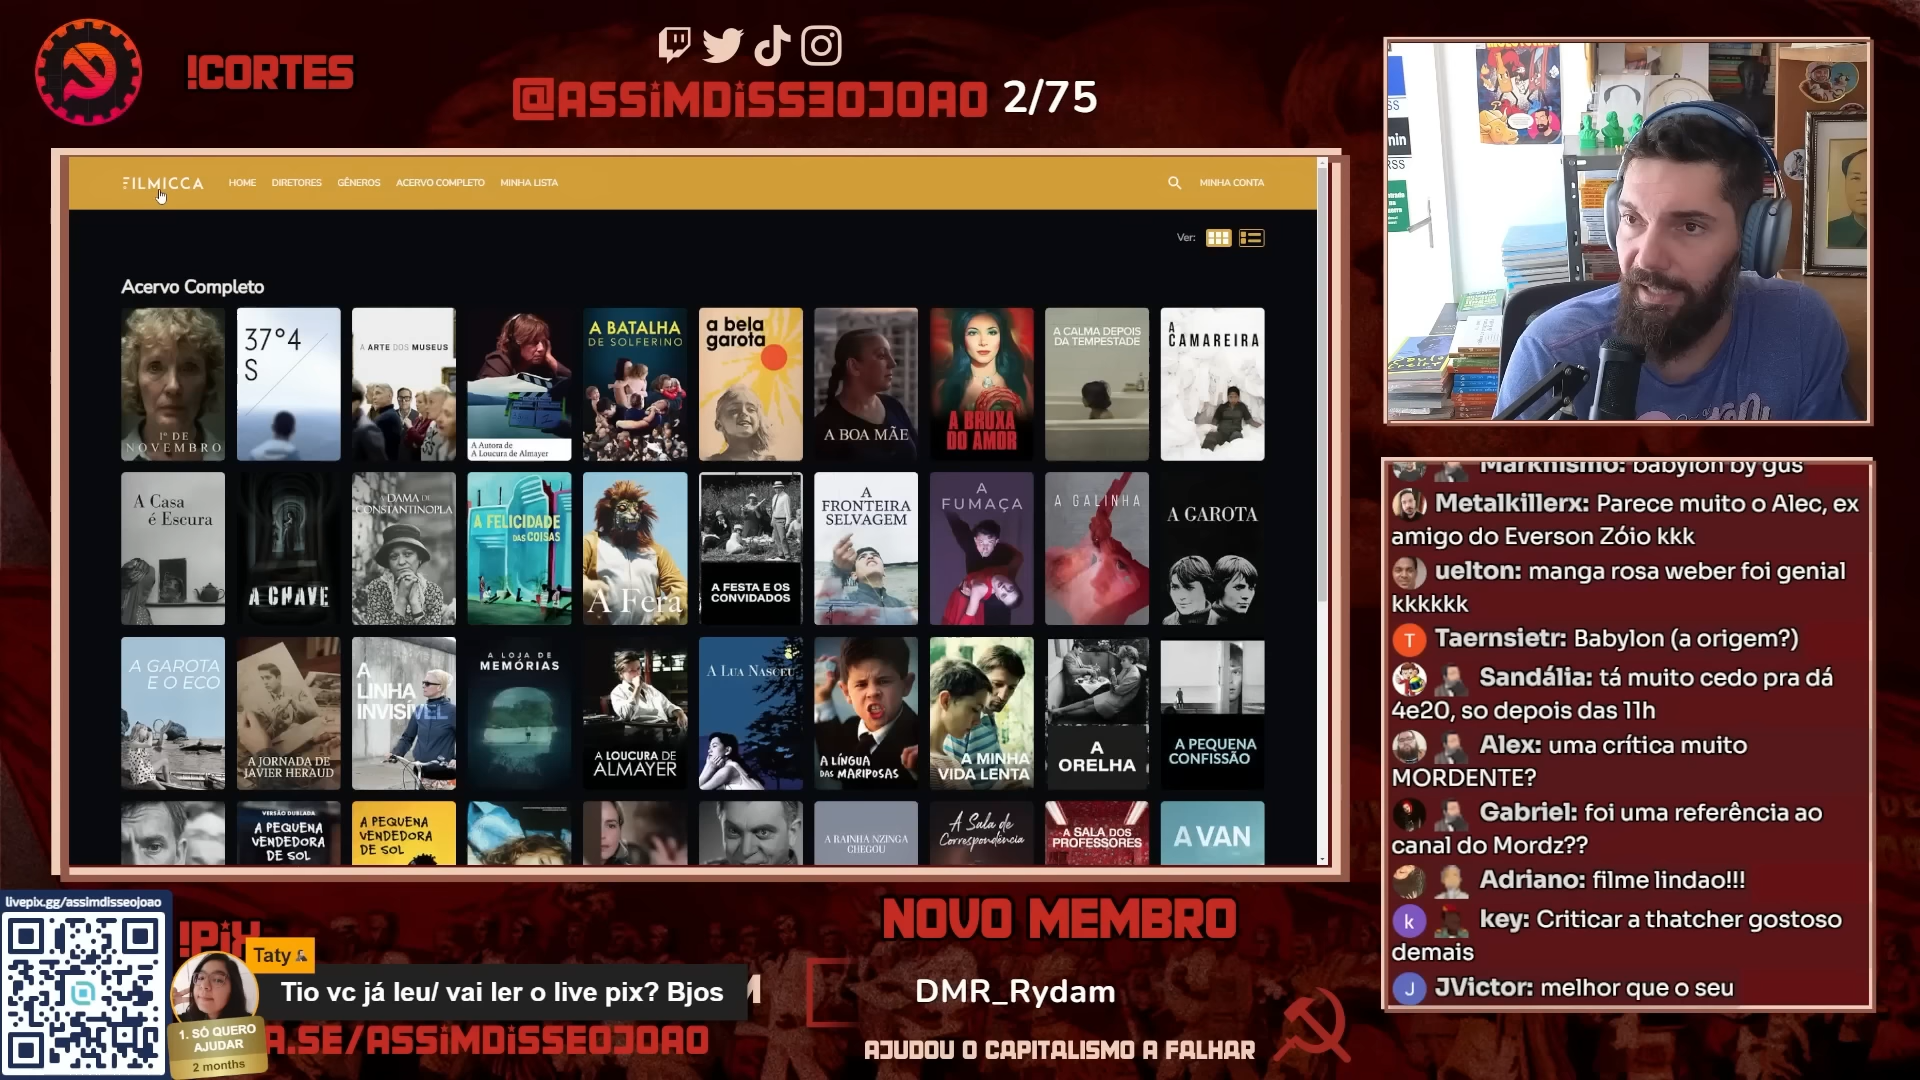 !CORTES
@ASSIMDISSEOJOAO 2/75
FILMICCA
HOME
DIRETORES
GÊNEROS
ACERVO COMPLETO
MINHA LISTA
MINHA CONTA
Ver:
Acervo Completo
1º DE
NOVEMBRO
37°4
S
A ARTE DOS MUSEUS
A Autora de
A Loucura de Almayer
A BATALHA
DE SOLFERINO
a bela
garota
A BOA MÃE
A BRUXA
DO AMOR
A CALMA DEPOIS
DA TEMPESTADE
A
CAMAREIRA
A Casa
é Escura
A CHAVE
A DAMA DE
CONSTANTINOPLA
A FELICIDADE
DAS COISAS
A Fera
A FESTA E OS
CONVIDADOS
A
FRONTEIRA
SELVAGEM
A
FUMAÇA
A GALINHA
A GAROTA
A GAROTA
E O ECO
A JORNADA DE
JAVIER HERAUD
A
LINHA
INVISÍVEL
A LOJA DE
MEMÓRIAS
A LOUCURA DE
ALMAYER
A LUA NASCEU
A LÍNGUA
DAS MARIPOSAS
A MINHA
VIDA LENTA
A
ORELHA
A PEQUENA
CONFISSÃO
VERSÃO DUBLADA
A PEQUENA
VENDEDORA
DE SOL
A PEQUENA
VENDEDORA
DE SOL
A RAINHA NZINGA
CHEGOU
A Sala de
Correspondência
A SALA DOS
PROFESSORES
A VAN
Markhismo: babylon by gus
Metalkillerx: Parece muito o Alec, ex
amigo do Everson Zóio kkk
uelton: manga rosa weber foi genial
kkkkkk
T
Taernsietr: Babylon (a origem?)
Sandália: tá muito cedo pra dá
4e20, so depois das 11h
Alex: uma crítica muito
MORDENTE?
Gabriel: foi uma referência ao
canal do Mordz??
Adriano: filme lindao!!!
k
key: Criticar a thatcher gostoso
demais
J
JVictor: melhor que o seu
livepix.gg/assimdisseojoao
!PIX
Taty
Tio vc já leu/ vai ler o live pix? Bjos
1. SÓ QUERO
AJUDAR
2 months
A.SE/ASSIMDISSEOJOAO
NOVO MEMBRO
DMR_Rydam
AJUDOU O CAPITALISMO A FALHAR